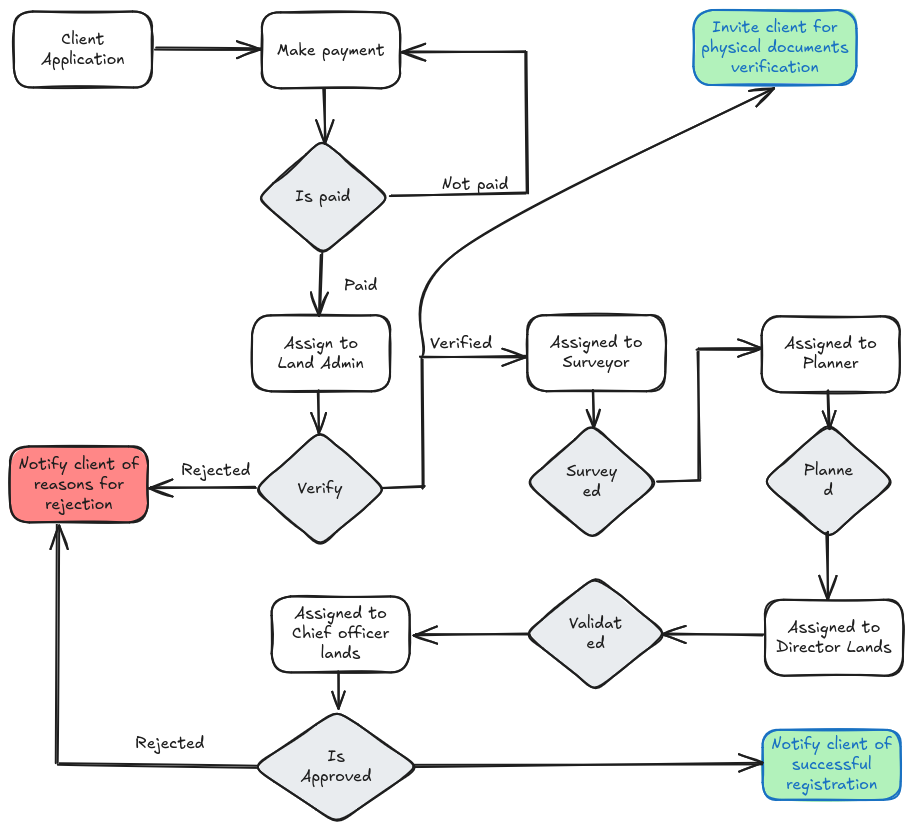 Client
Application
Make payment
Invite client for
physical documents
verification
Is paid
Not paid
Paid
Assign to
Land Admin
Verified
Assigned to
Surveyor
Assigned to
Planner
Notify client of
reasons for
rejection
Rejected
Verify
Survey
ed
Planne
d
Assigned to
Chief officer
lands
Validat
ed
Assigned to
Director Lands
Rejected
Is
Approved
Notify client of
successful
registration